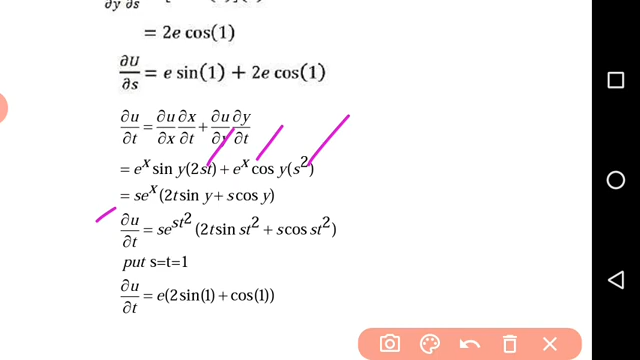 ∂y ∂s
= 2e cos(1)
∂U/∂s = e sin(1) + 2e cos(1)
∂u/∂t = ∂u/∂x ∂x/∂t + ∂u/∂y ∂y/∂t
= e^x sin y(2st) + e^x cos y(s^2)
= se^x (2t sin y + s cos y)
∂u/∂t = se^{st^2} (2t sin st^2 + s cos st^2)
put s=t=1
∂u/∂t = e(2 sin(1) + cos(1))